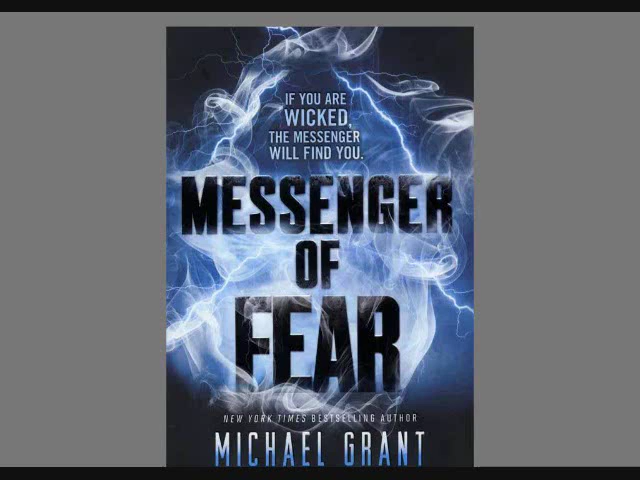 IF YOU ARE
WICKED,
THE MESSENGER
WILL FIND YOU.
MESSENGER
OF
FEAR
NEW YORK TIMES BESTSELLING AUTHOR
MICHAEL GRANT